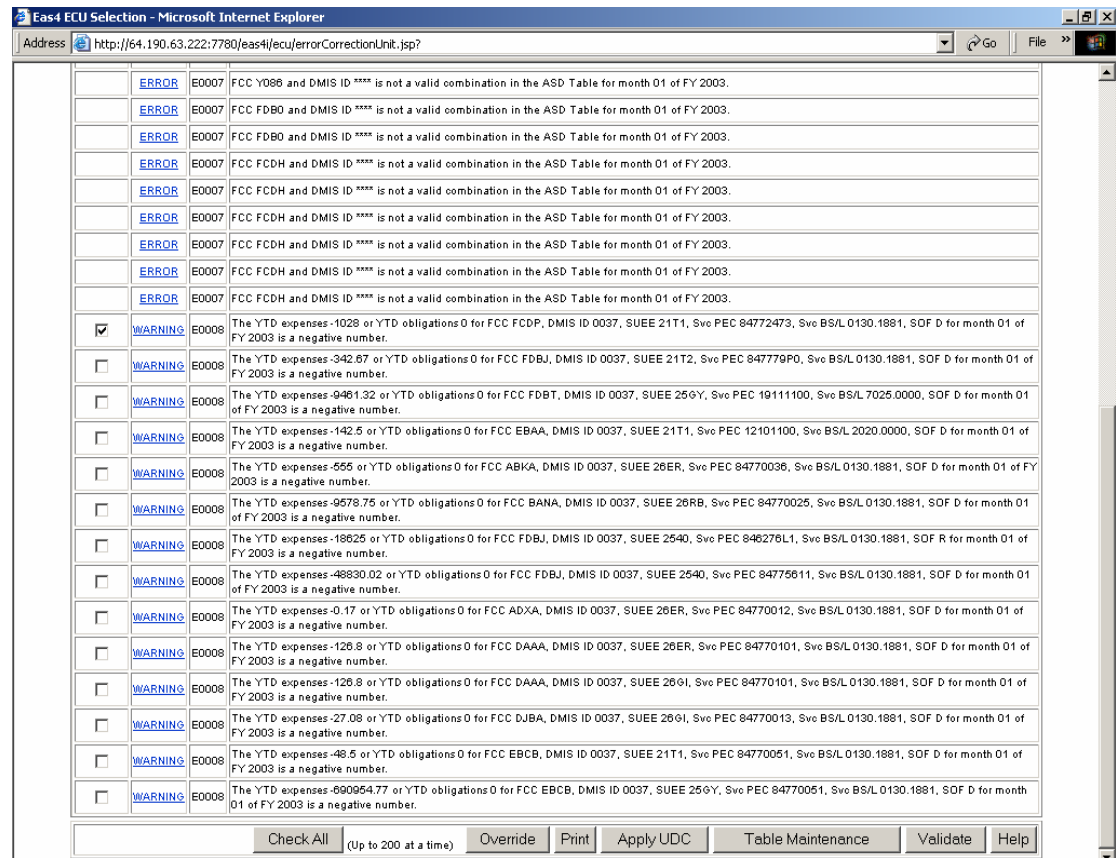 Eas4 ECU Selection - Microsoft Internet Explorer
Address http://64.190.63.222:7780/eas4i/ecu/errorCorrectionUnit.jsp? Go File »
ERROR E0007 FCC Y086 and DMIS ID **** is not a valid combination in the ASD Table for month 01 of FY 2003.
ERROR E0007 FCC FDB0 and DMIS ID **** is not a valid combination in the ASD Table for month 01 of FY 2003.
ERROR E0007 FCC FDB0 and DMIS ID **** is not a valid combination in the ASD Table for month 01 of FY 2003.
ERROR E0007 FCC FCDH and DMIS ID **** is not a valid combination in the ASD Table for month 01 of FY 2003.
ERROR E0007 FCC FCDH and DMIS ID **** is not a valid combination in the ASD Table for month 01 of FY 2003.
ERROR E0007 FCC FCDH and DMIS ID **** is not a valid combination in the ASD Table for month 01 of FY 2003.
ERROR E0007 FCC FCDH and DMIS ID **** is not a valid combination in the ASD Table for month 01 of FY 2003.
ERROR E0007 FCC FCDH and DMIS ID **** is not a valid combination in the ASD Table for month 01 of FY 2003.
ERROR E0007 FCC FCDH and DMIS ID **** is not a valid combination in the ASD Table for month 01 of FY 2003.
WARNING E0008 The YTD expenses -1028 or YTD obligations 0 for FCC FCDP, DMIS ID 0037, SUEE 21T1, Svc PEC 84772473, Svc BS/L 0130.1881, SOF D for month 01 of
FY 2003 is a negative number.
WARNING E0008 The YTD expenses -342.67 or YTD obligations 0 for FCC FDBJ, DMIS ID 0037, SUEE 21T2, Svc PEC 847779P0, Svc BS/L 0130.1881, SOF D for month 01 of
FY 2003 is a negative number.
WARNING E0008 The YTD expenses -9461.32 or YTD obligations 0 for FCC FDBT, DMIS ID 0037, SUEE 25GY, Svc PEC 19111100, Svc BS/L 7025.0000, SOF D for month 01
of FY 2003 is a negative number.
WARNING E0008 The YTD expenses -142.5 or YTD obligations 0 for FCC EBAA, DMIS ID 0037, SUEE 21T1, Svc PEC 12101100, Svc BS/L 2020.0000, SOF D for month 01 of
FY 2003 is a negative number.
WARNING E0008 The YTD expenses -555 or YTD obligations 0 for FCC ABKA, DMIS ID 0037, SUEE 26ER, Svc PEC 84770036, Svc BS/L 0130.1881, SOF D for month 01 of FY
2003 is a negative number.
WARNING E0008 The YTD expenses -9578.75 or YTD obligations 0 for FCC BANA, DMIS ID 0037, SUEE 26RB, Svc PEC 84770025, Svc BS/L 0130.1881, SOF D for month 01
of FY 2003 is a negative number.
WARNING E0008 The YTD expenses -18625 or YTD obligations 0 for FCC FDBJ, DMIS ID 0037, SUEE 2540, Svc PEC 846276L1, Svc BS/L 0130.1881, SOF R for month 01 of
FY 2003 is a negative number.
WARNING E0008 The YTD expenses -48830.02 or YTD obligations 0 for FCC FDBJ, DMIS ID 0037, SUEE 2540, Svc PEC 84775611, Svc BS/L 0130.1881, SOF D for month 01
of FY 2003 is a negative number.
WARNING E0008 The YTD expenses -0.17 or YTD obligations 0 for FCC ADXA, DMIS ID 0037, SUEE 26ER, Svc PEC 84770012, Svc BS/L 0130.1881, SOF D for month 01 of
FY 2003 is a negative number.
WARNING E0008 The YTD expenses -126.8 or YTD obligations 0 for FCC DAAA, DMIS ID 0037, SUEE 26ER, Svc PEC 84770101, Svc BS/L 0130.1881, SOF D for month 01 of
FY 2003 is a negative number.
WARNING E0008 The YTD expenses -126.8 or YTD obligations 0 for FCC DAAA, DMIS ID 0037, SUEE 26GI, Svc PEC 84770101, Svc BS/L 0130.1881, SOF D for month 01 of
FY 2003 is a negative number.
WARNING E0008 The YTD expenses -27.08 or YTD obligations 0 for FCC DJBA, DMIS ID 0037, SUEE 26GI, Svc PEC 84770013, Svc BS/L 0130.1881, SOF D for month 01 of
FY 2003 is a negative number.
WARNING E0008 The YTD expenses -48.5 or YTD obligations 0 for FCC EBCB, DMIS ID 0037, SUEE 21T1, Svc PEC 84770051, Svc BS/L 0130.1881, SOF D for month 01 of
FY 2003 is a negative number.
WARNING E0008 The YTD expenses -690954.77 or YTD obligations 0 for FCC EBCB, DMIS ID 0037, SUEE 25GY, Svc PEC 84770051, Svc BS/L 0130.1881, SOF D for month
01 of FY 2003 is a negative number.
Check All (Up to 200 at a time) Override Print Apply UDC Table Maintenance Validate Help